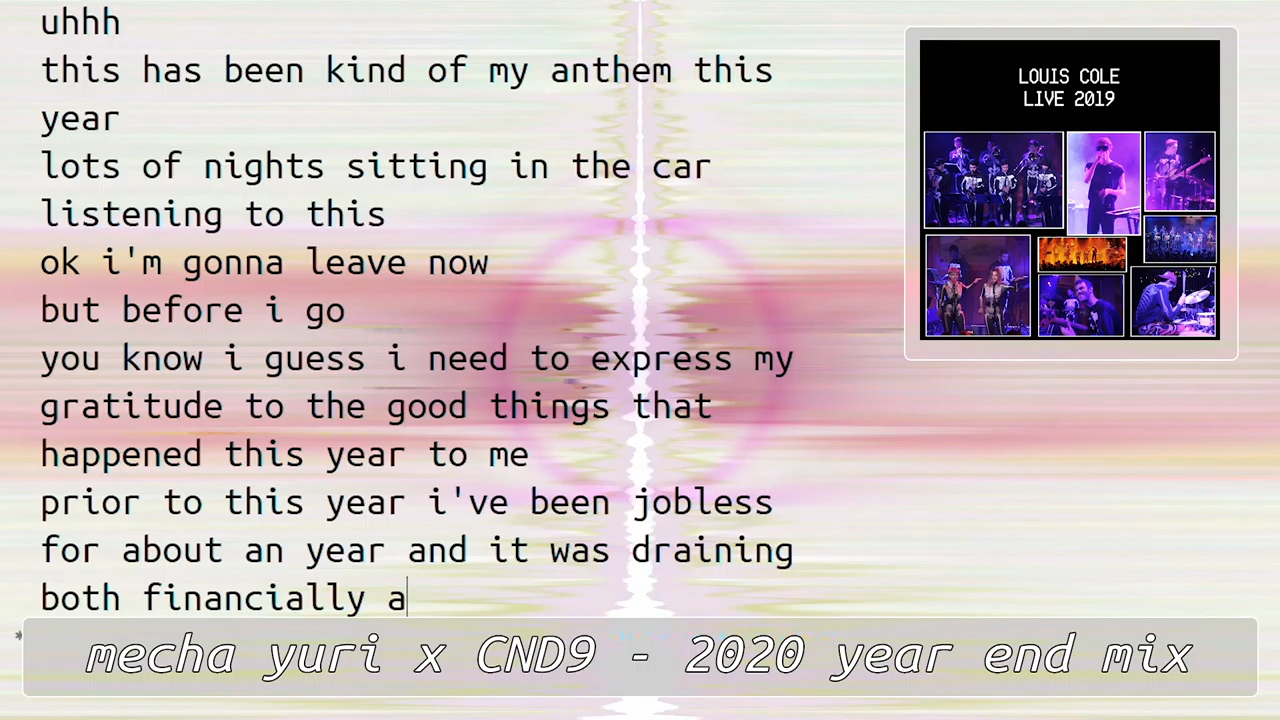 uhhh
this has been kind of my anthem this
year
lots of nights sitting in the car
listening to this
ok i'm gonna leave now
but before i go
you know i guess i need to express my
gratitude to the good things that
happened this year to me
prior to this year i've been jobless
for about an year and it was draining
both financially a
LOUIS COLE
LIVE 2019
*
mecha yuri x CND9 - 2020 year end mix